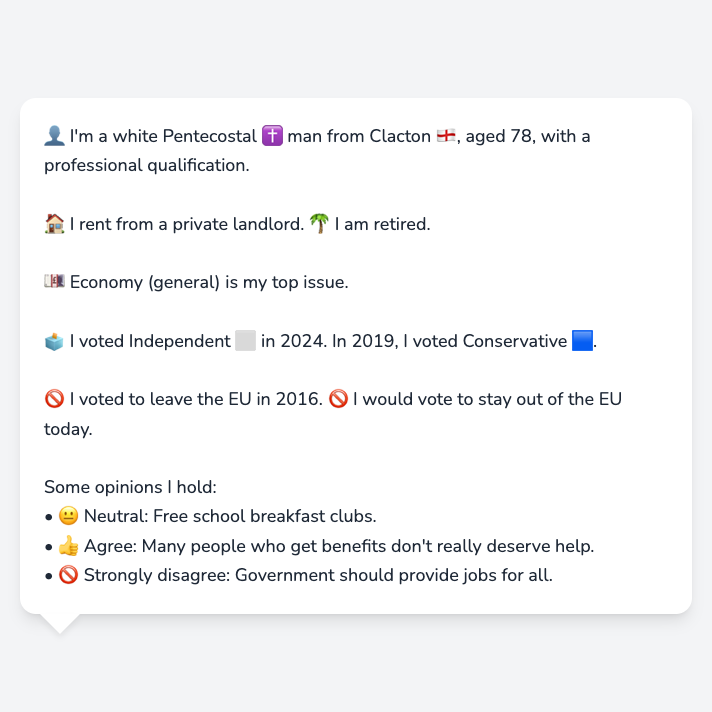 👤 I'm a white Pentecostal ✝️ man from Clacton 🏴󠁧󠁢󠁥󠁮󠁧󠁿, aged 78, with a
professional qualification.
🏠 I rent from a private landlord. 🌴 I am retired.
💷 Economy (general) is my top issue.
🗳️ I voted Independent ⬜ in 2024. In 2019, I voted Conservative 🟦.
🚫 I voted to leave the EU in 2016. 🚫 I would vote to stay out of the EU
today.
Some opinions I hold:
• 😐 Neutral: Free school breakfast clubs.
• 👍 Agree: Many people who get benefits don't really deserve help.
• 🚫 Strongly disagree: Government should provide jobs for all.